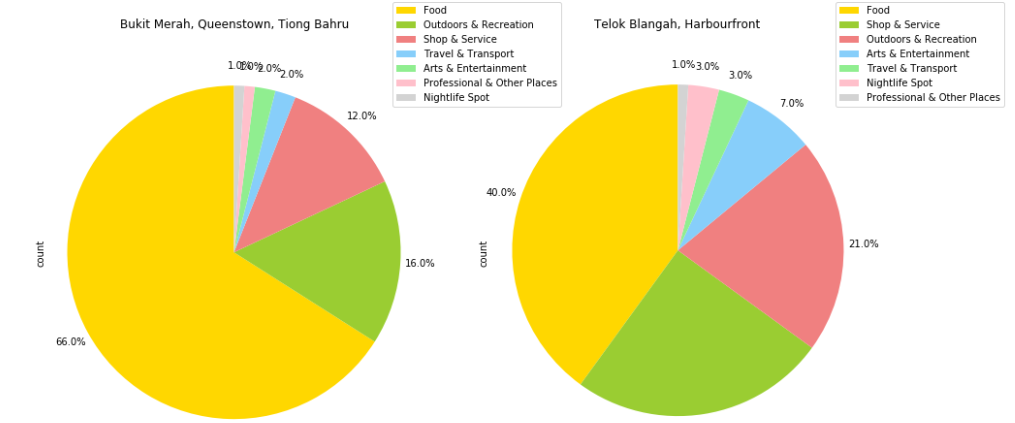 Bukit Merah, Queenstown, Tiong Bahru
Food
Outdoors & Recreation
Shop & Service
Travel & Transport
Arts & Entertainment
Professional & Other Places
Nightlife Spot
1.0%
1.0%
2.0%
2.0%
12.0%
16.0%
66.0%
count
Telok Blangah, Harbourfront
Food
Shop & Service
Outdoors & Recreation
Arts & Entertainment
Travel & Transport
Nightlife Spot
Professional & Other Places
1.0%
3.0%
3.0%
7.0%
21.0%
40.0%
count